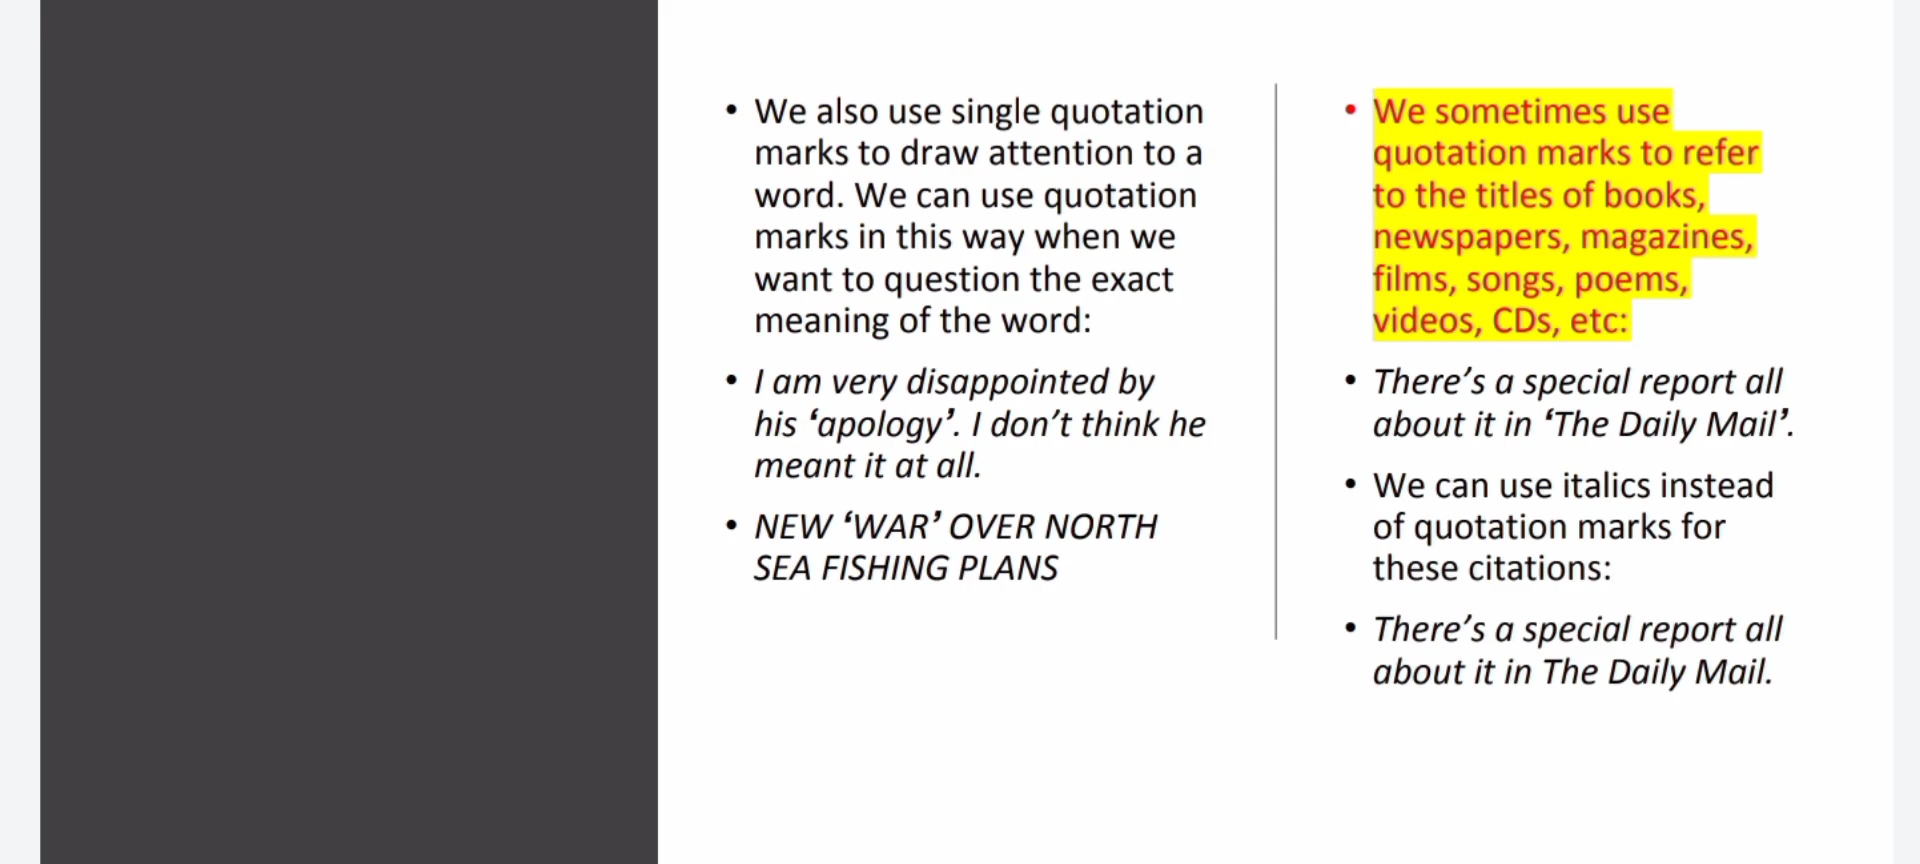 • We also use single quotation
marks to draw attention to a
word. We can use quotation
marks in this way when we
want to question the exact
meaning of the word:
• I am very disappointed by
his ‘apology’. I don’t think he
meant it at all.
• NEW ‘WAR’ OVER NORTH
SEA FISHING PLANS
• We sometimes use
quotation marks to refer
to the titles of books,
newspapers, magazines,
films, songs, poems,
videos, CDs, etc:
• There’s a special report all
about it in ‘The Daily Mail’.
• We can use italics instead
of quotation marks for
these citations:
• There’s a special report all
about it in The Daily Mail.